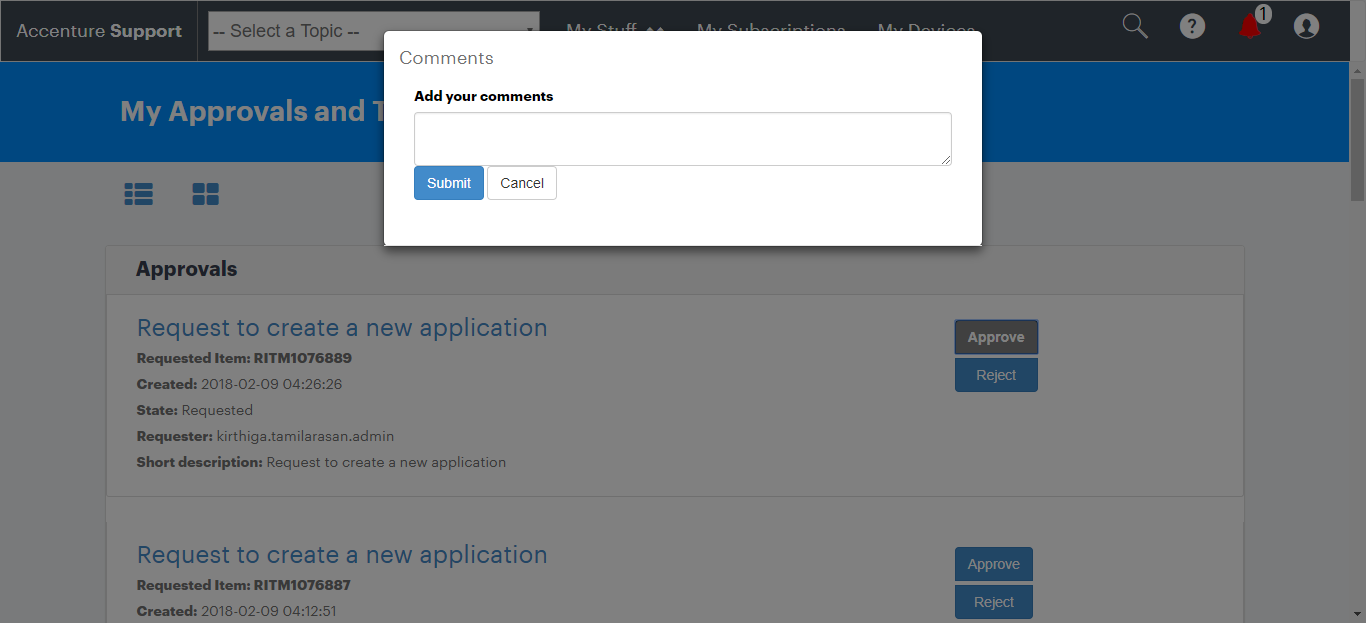 Accenture Support
-- Select a Topic --
My Stuff
My Subscriptions
My Devices
?
1
Comments
Add your comments
Submit
Cancel
My Approvals and T
Approvals
Request to create a new application
Requested Item: RITM1076889
Created: 2018-02-09 04:26:26
State: Requested
Requester: kirthiga.tamilarasan.admin
Short description: Request to create a new application
Approve
Reject
Request to create a new application
Requested Item: RITM1076887
Created: 2018-02-09 04:12:51
Approve
Reject